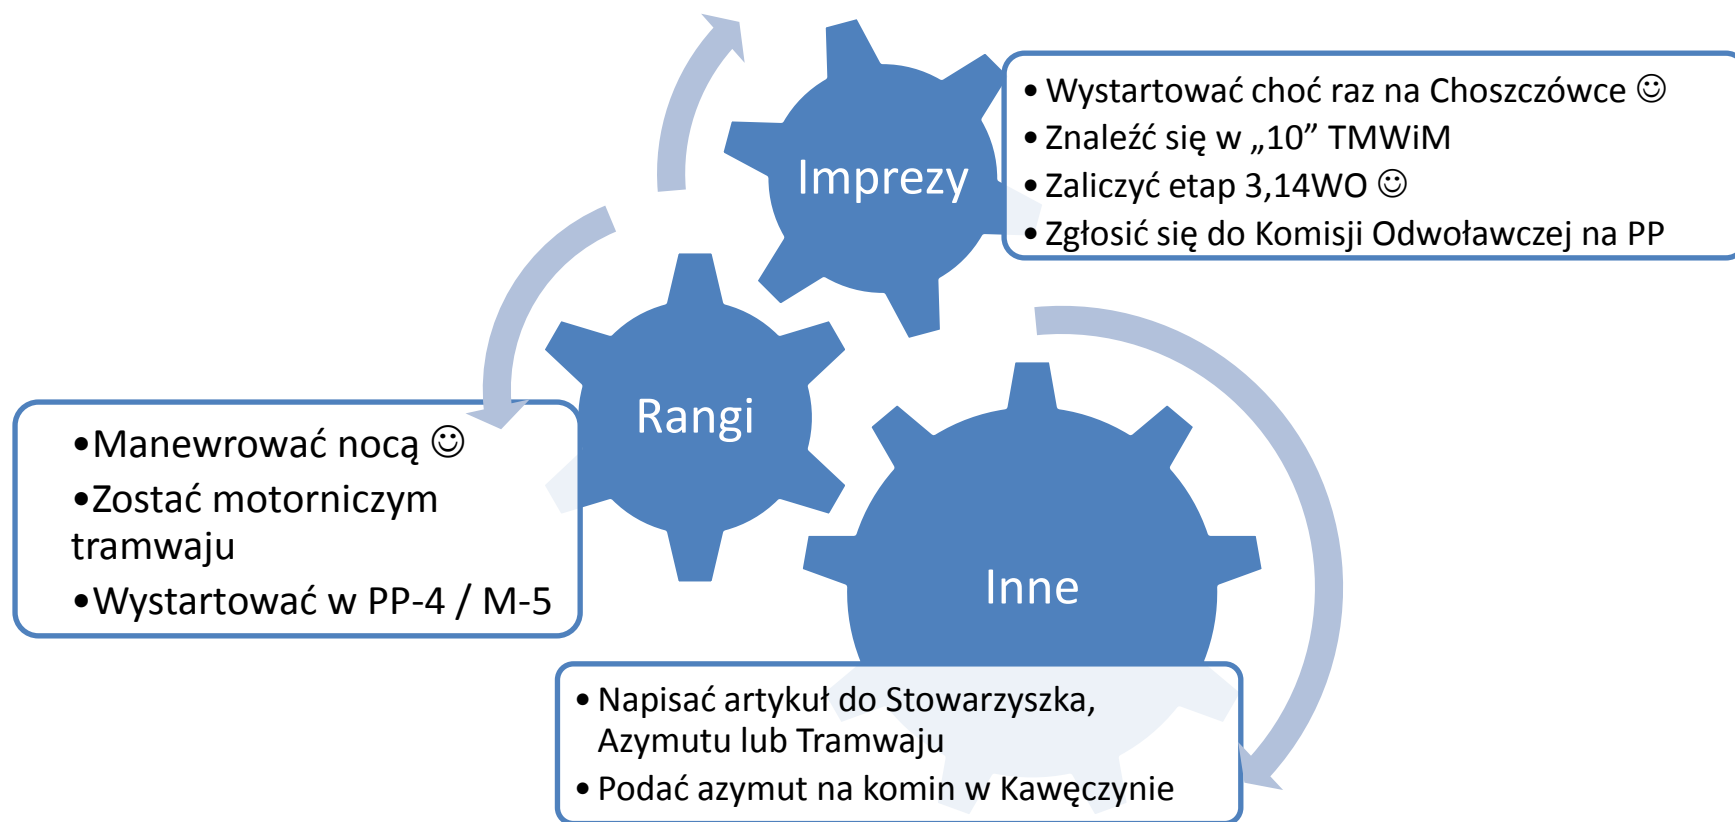 Imprezy
• Wystartować choć raz na Choszczówce ☺
• Znaleźć się w „10” TMWiM
• Zaliczyć etap 3,14WO ☺
• Zgłosić się do Komisji Odwoławczej na PP
Rangi
•Manewrować nocą ☺
•Zostać motorniczym
tramwaju
•Wystartować w PP-4 / M-5
Inne
• Napisać artykuł do Stowarzyszka,
Azymutu lub Tramwaju
• Podać azymut na komin w Kawęczynie